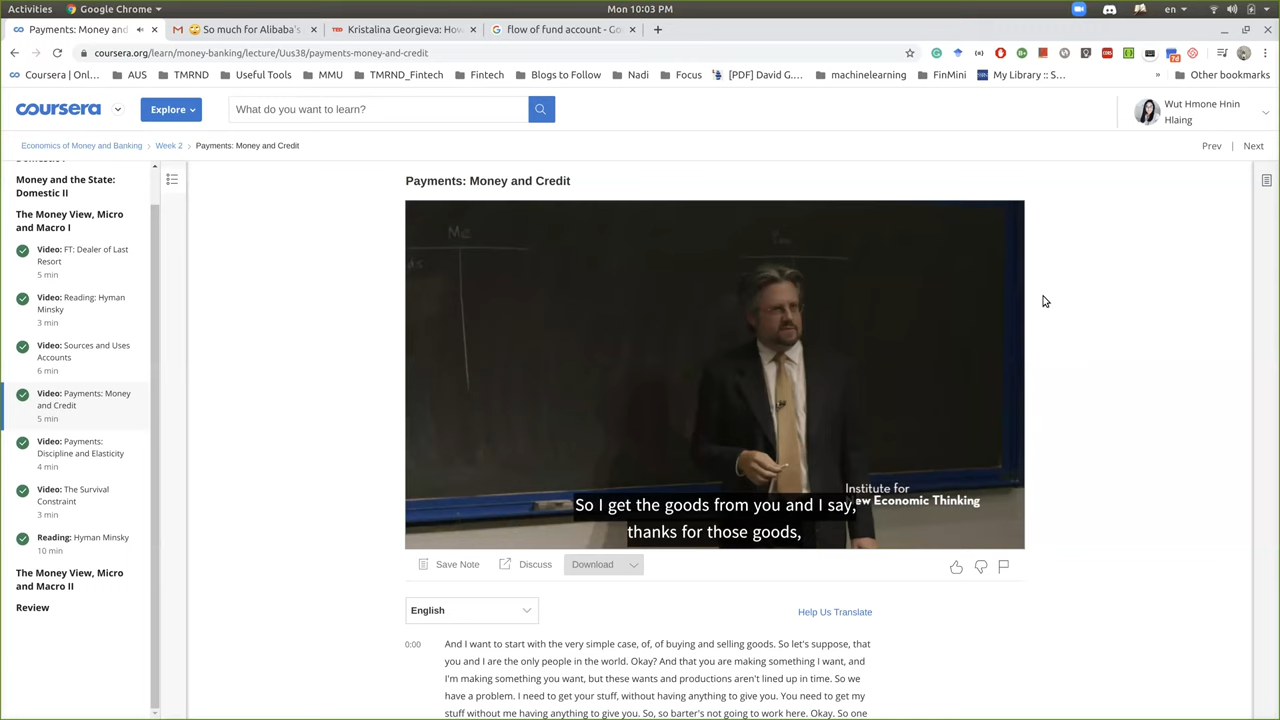 Activities Google Chrome Mon 10:03 PM en
Payments: Money and So much for Alibaba's Kristalina Georgieva: How flow of fund account - Go
coursera.org/learn/money-banking/lecture/Uus38/payments-money-and-credit
Coursera | Onl... AUS TMRND Useful Tools MMU TMRND_Fintech Fintech Blogs to Follow Nadi Focus [PDF] David G.... machinelearning FinMini My Library :: S... » Other bookmarks
coursera Explore What do you want to learn? Wut Hmone Hnin
Hlaing
Economics of Money and Banking Week 2 Payments: Money and Credit Prev | Next
Money and the State:
Domestic II
The Money View, Micro
and Macro I
Video: FT: Dealer of Last
Resort
5 min
Video: Reading: Hyman
Minsky
3 min
Video: Sources and Uses
Accounts
6 min
Video: Payments: Money
and Credit
5 min
Video: Payments:
Discipline and Elasticity
4 min
Video: The Survival
Constraint
3 min
Reading: Hyman Minsky
10 min
The Money View, Micro
and Macro II
Review
Payments: Money and Credit
Me You
Institute for
ew Economic Thinking
So I get the goods from you and I say,
thanks for those goods,
Save Note Discuss Download
English Help Us Translate
0:00 And I want to start with the very simple case, of, of buying and selling goods. So let's suppose, that
you and I are the only people in the world. Okay? And that you are making something I want, and
I'm making something you want, but these wants and productions aren't lined up in time. So we
have a problem. I need to get your stuff, without having anything to give you. You need to get my
stuff without me having anything to give you. So, so barter's not going to work here. Okay. So one